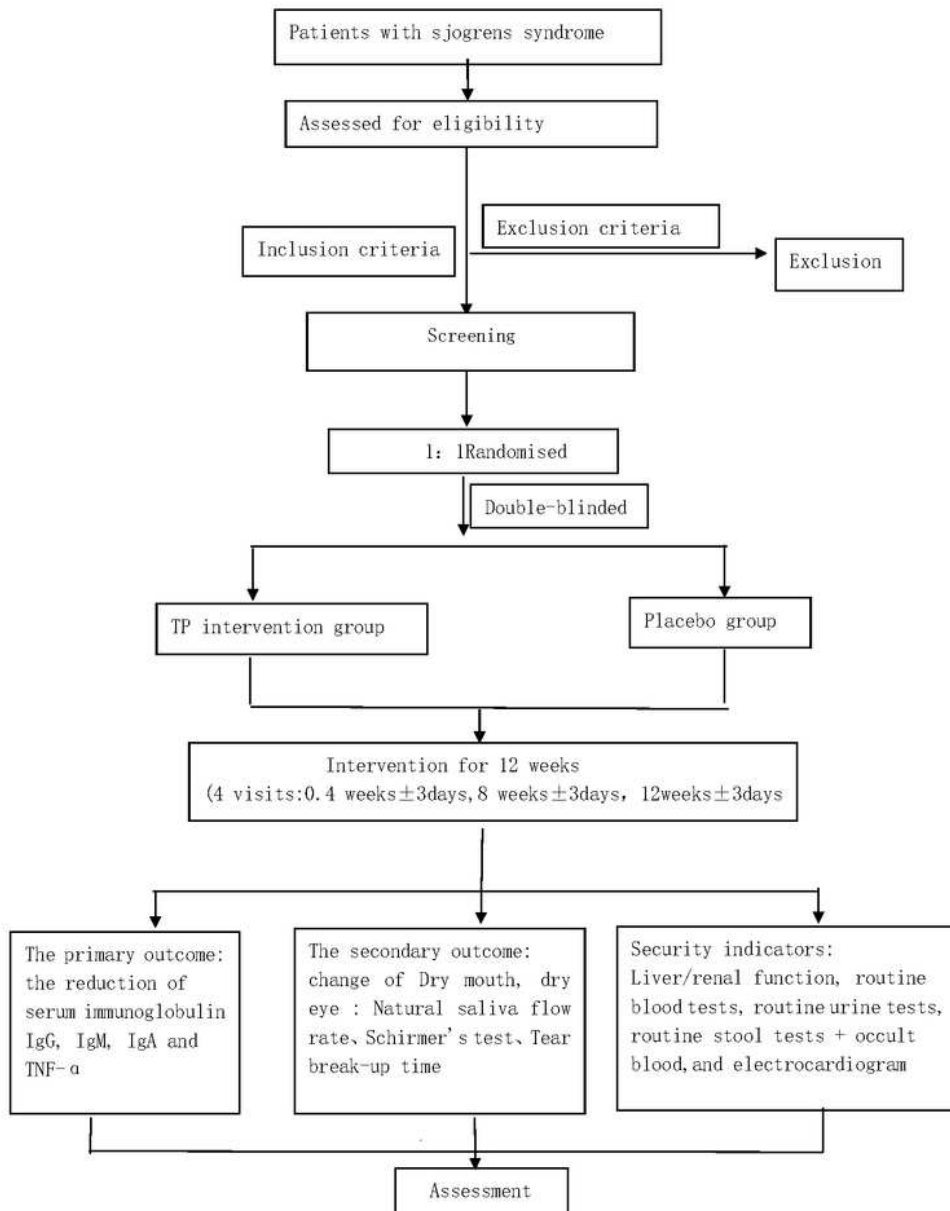 Patients with sjogrens syndrome
Assessed for eligibility
Exclusion criteria
Inclusion criteria
Exclusion
Screening
1: 1Randomised
Double-blinded
TP intervention group
Placebo group
Intervention for 12 weeks
(4 visits:0.4 weeks±3days,8 weeks±3days, 12weeks±3days
The primary outcome:
the reduction of
serum immunoglobulin
IgG, IgM, IgA and
TNF-α
The secondary outcome:
change of Dry mouth, dry
eye : Natural saliva flow
rate、Schirmer's test、Tear
break-up time
Security indicators:
Liver/renal function, routine
blood tests, routine urine tests,
routine stool tests + occult
blood,and electrocardiogram
Assessment